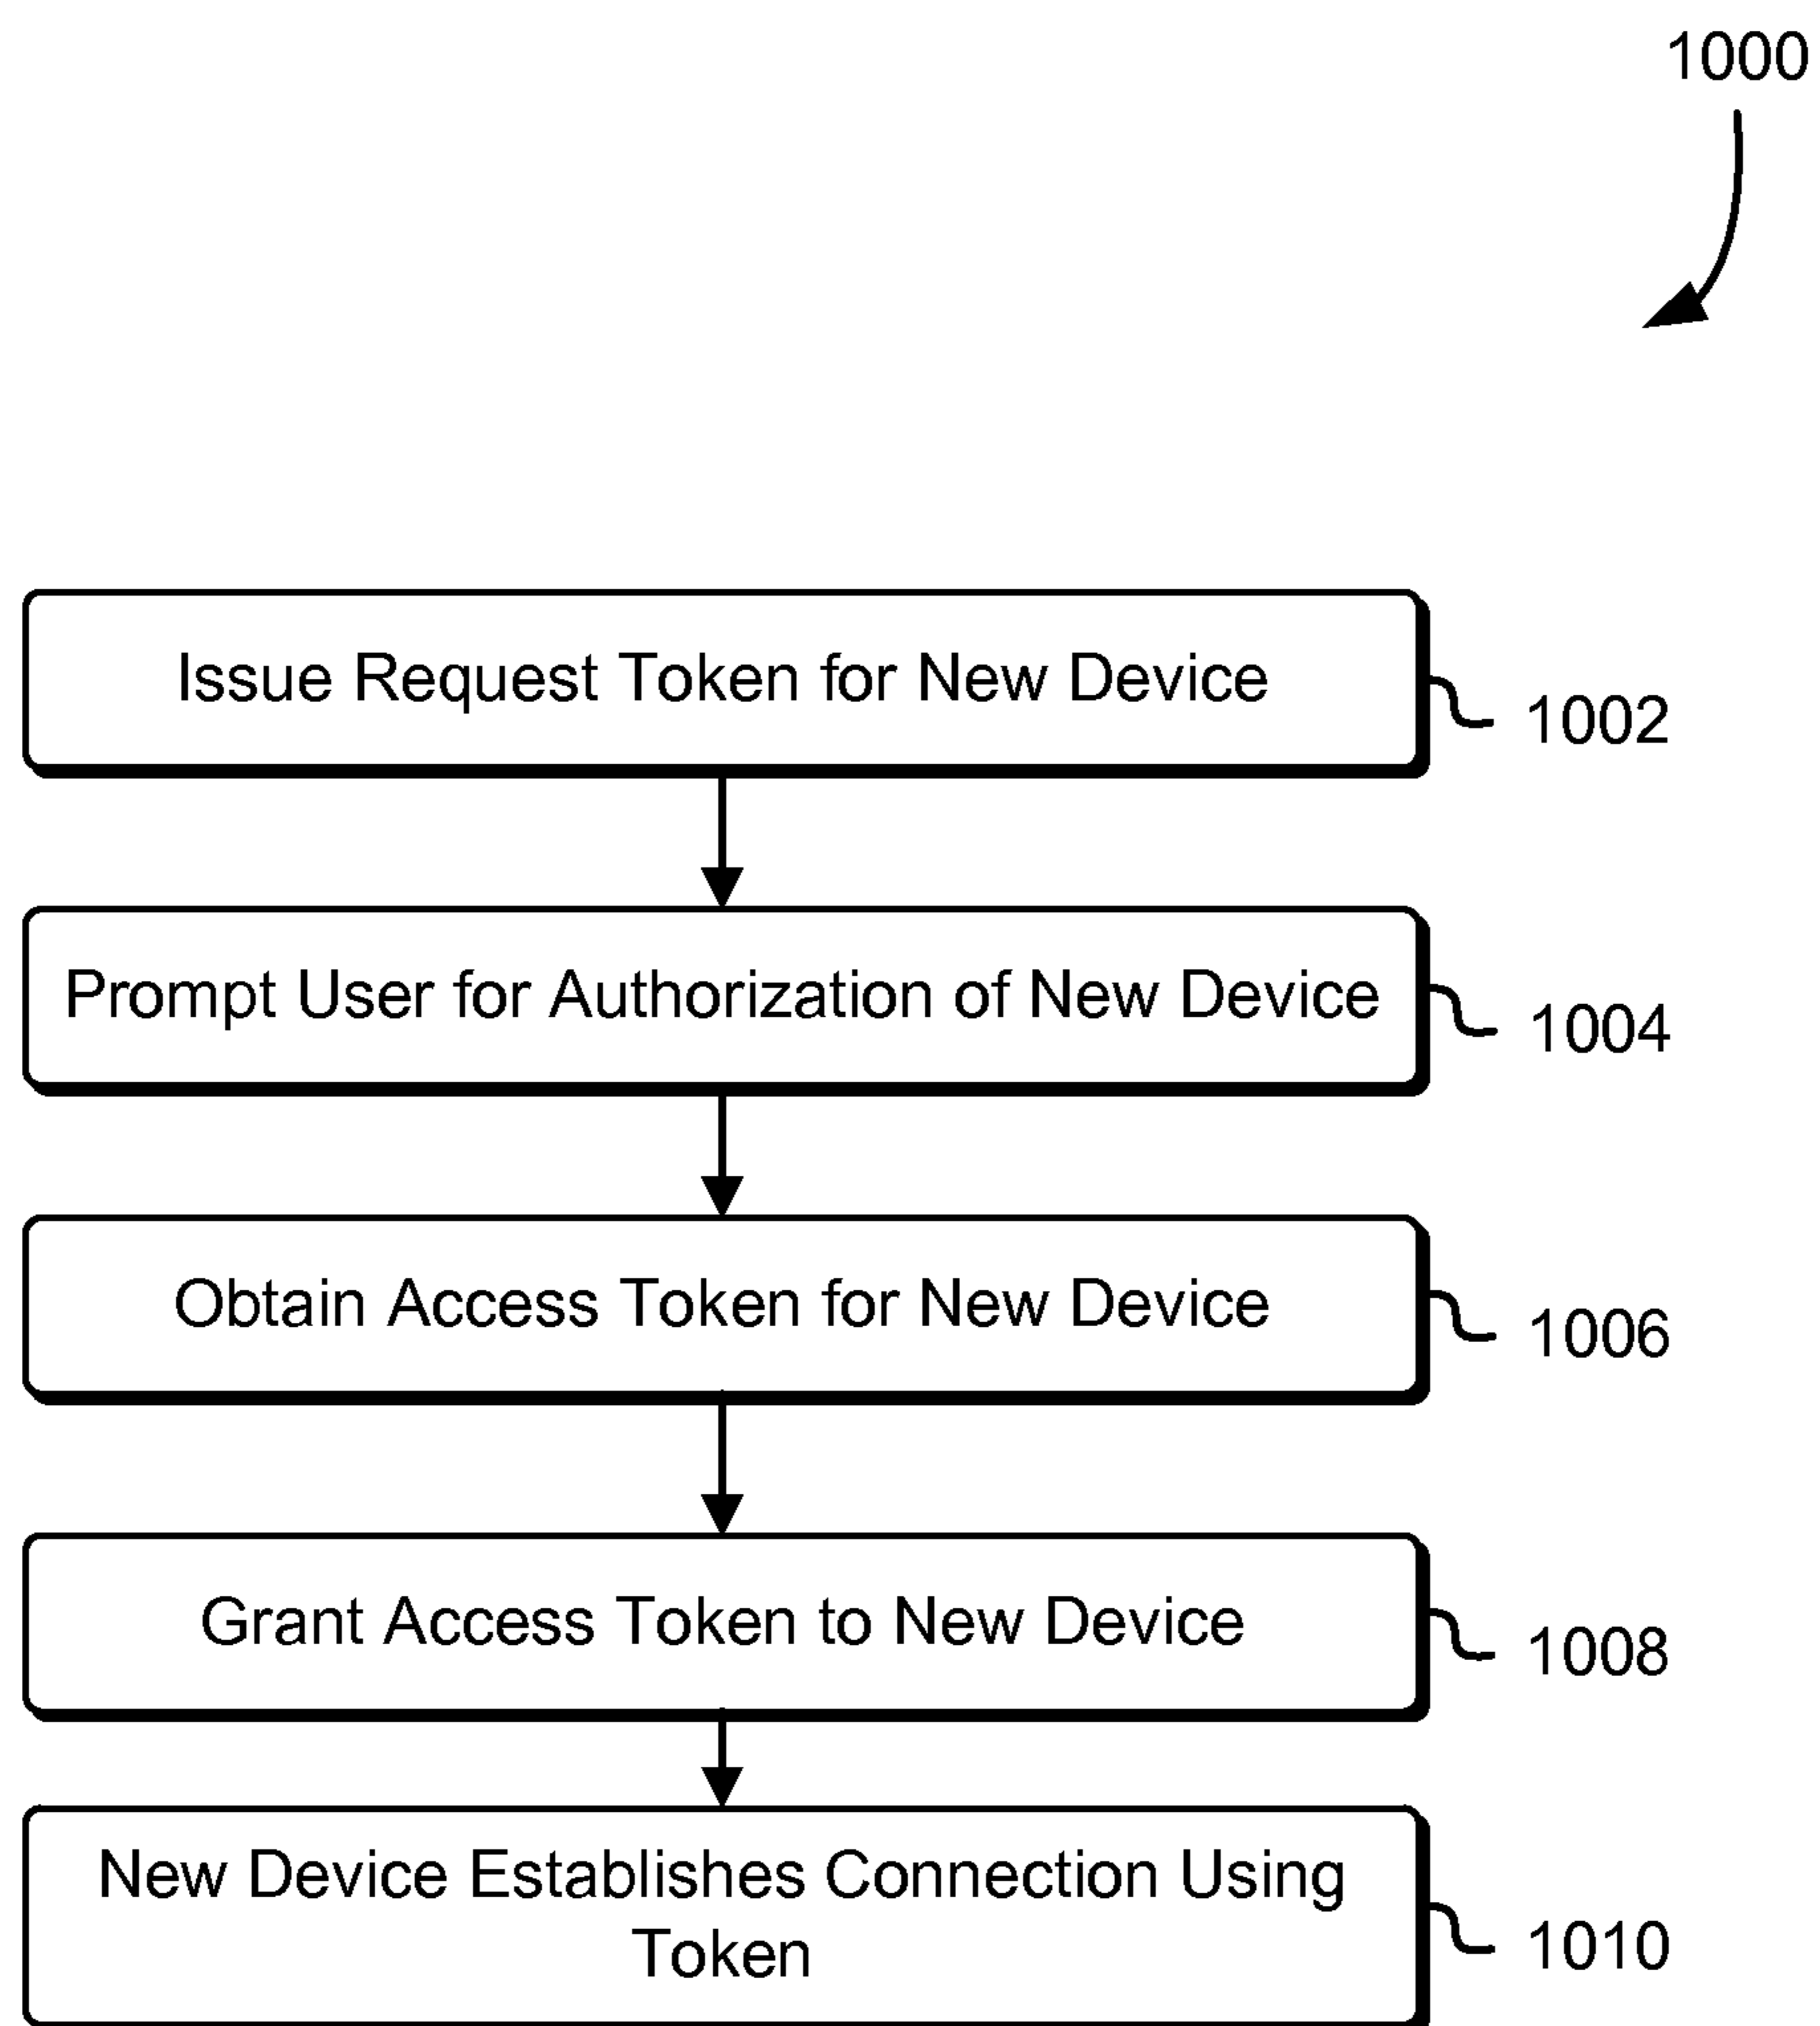 1000
Issue Request Token for New Device
1002
Prompt User for Authorization of New Device
1004
Obtain Access Token for New Device
1006
Grant Access Token to New Device
1008
New Device Establishes Connection Using
Token
1010